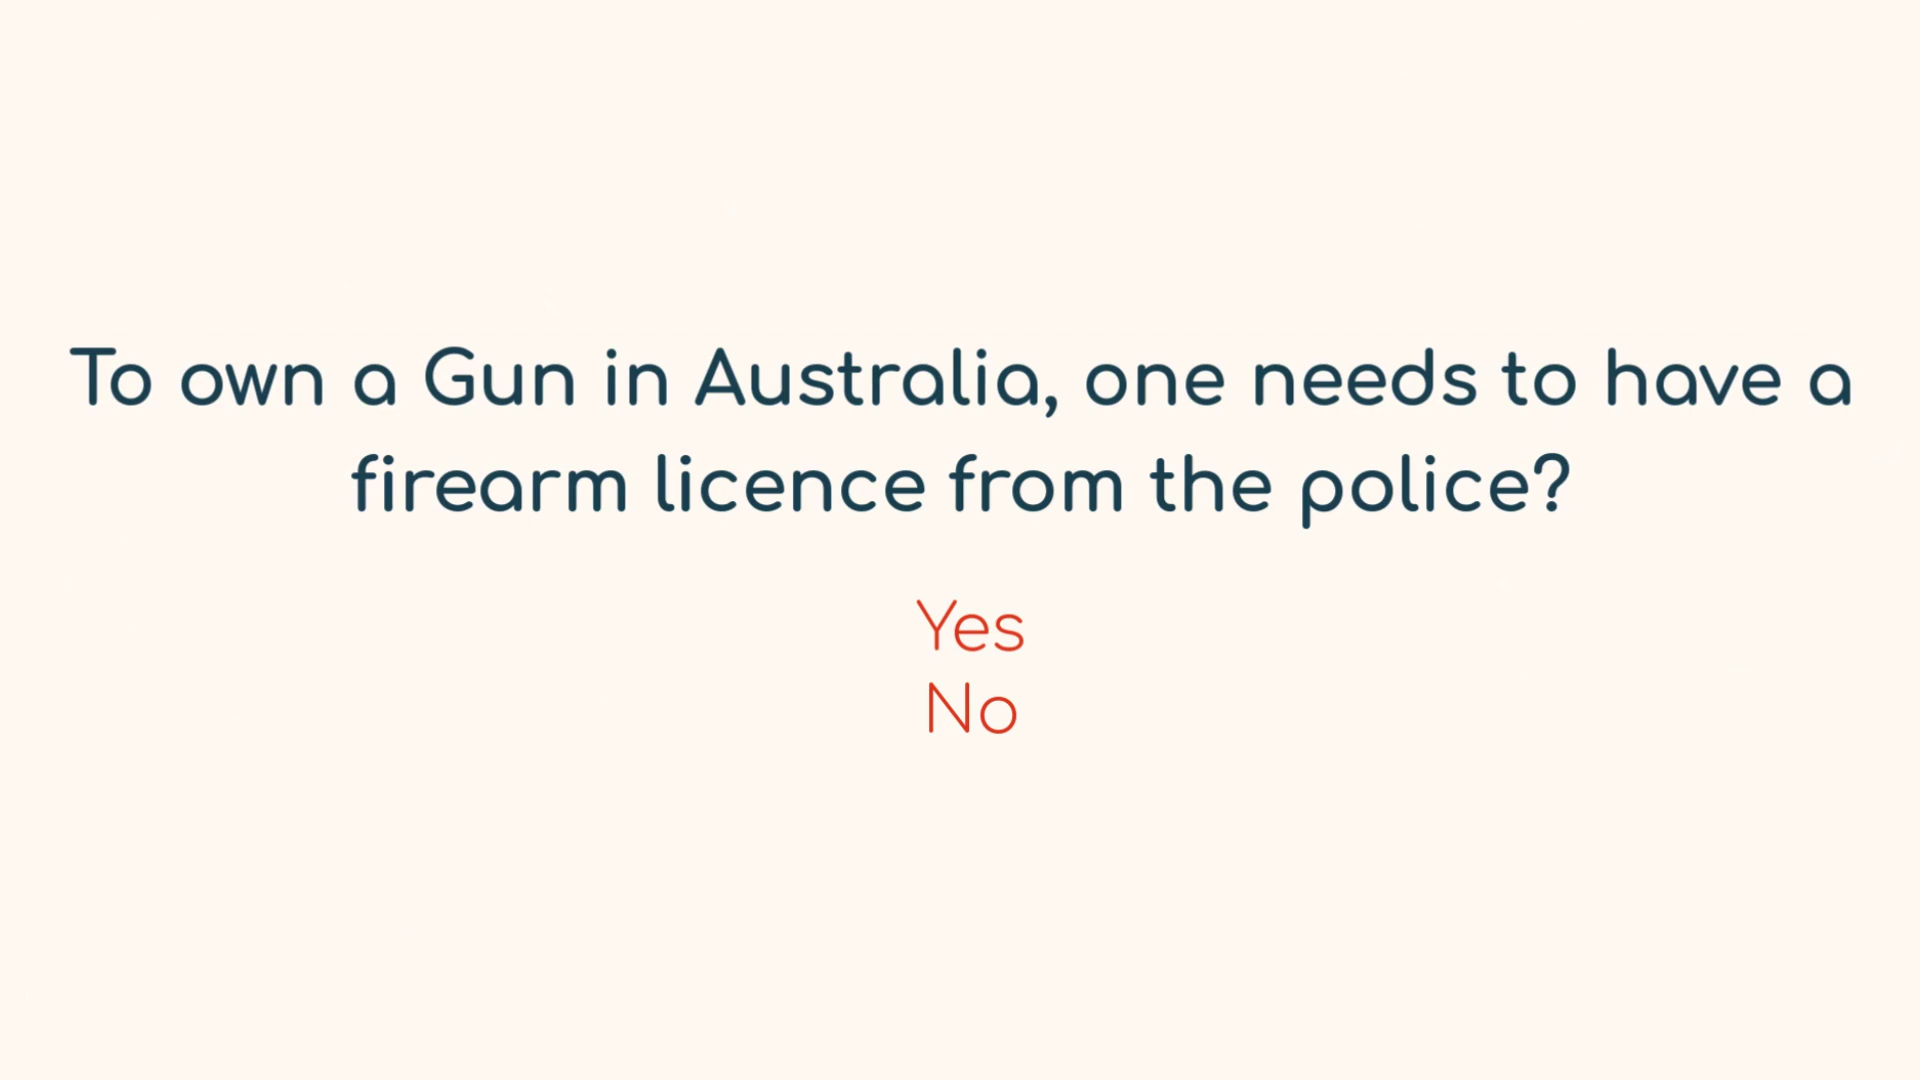 To own a Gun in Australia, one needs to have a
firearm licence from the police?
Yes
No